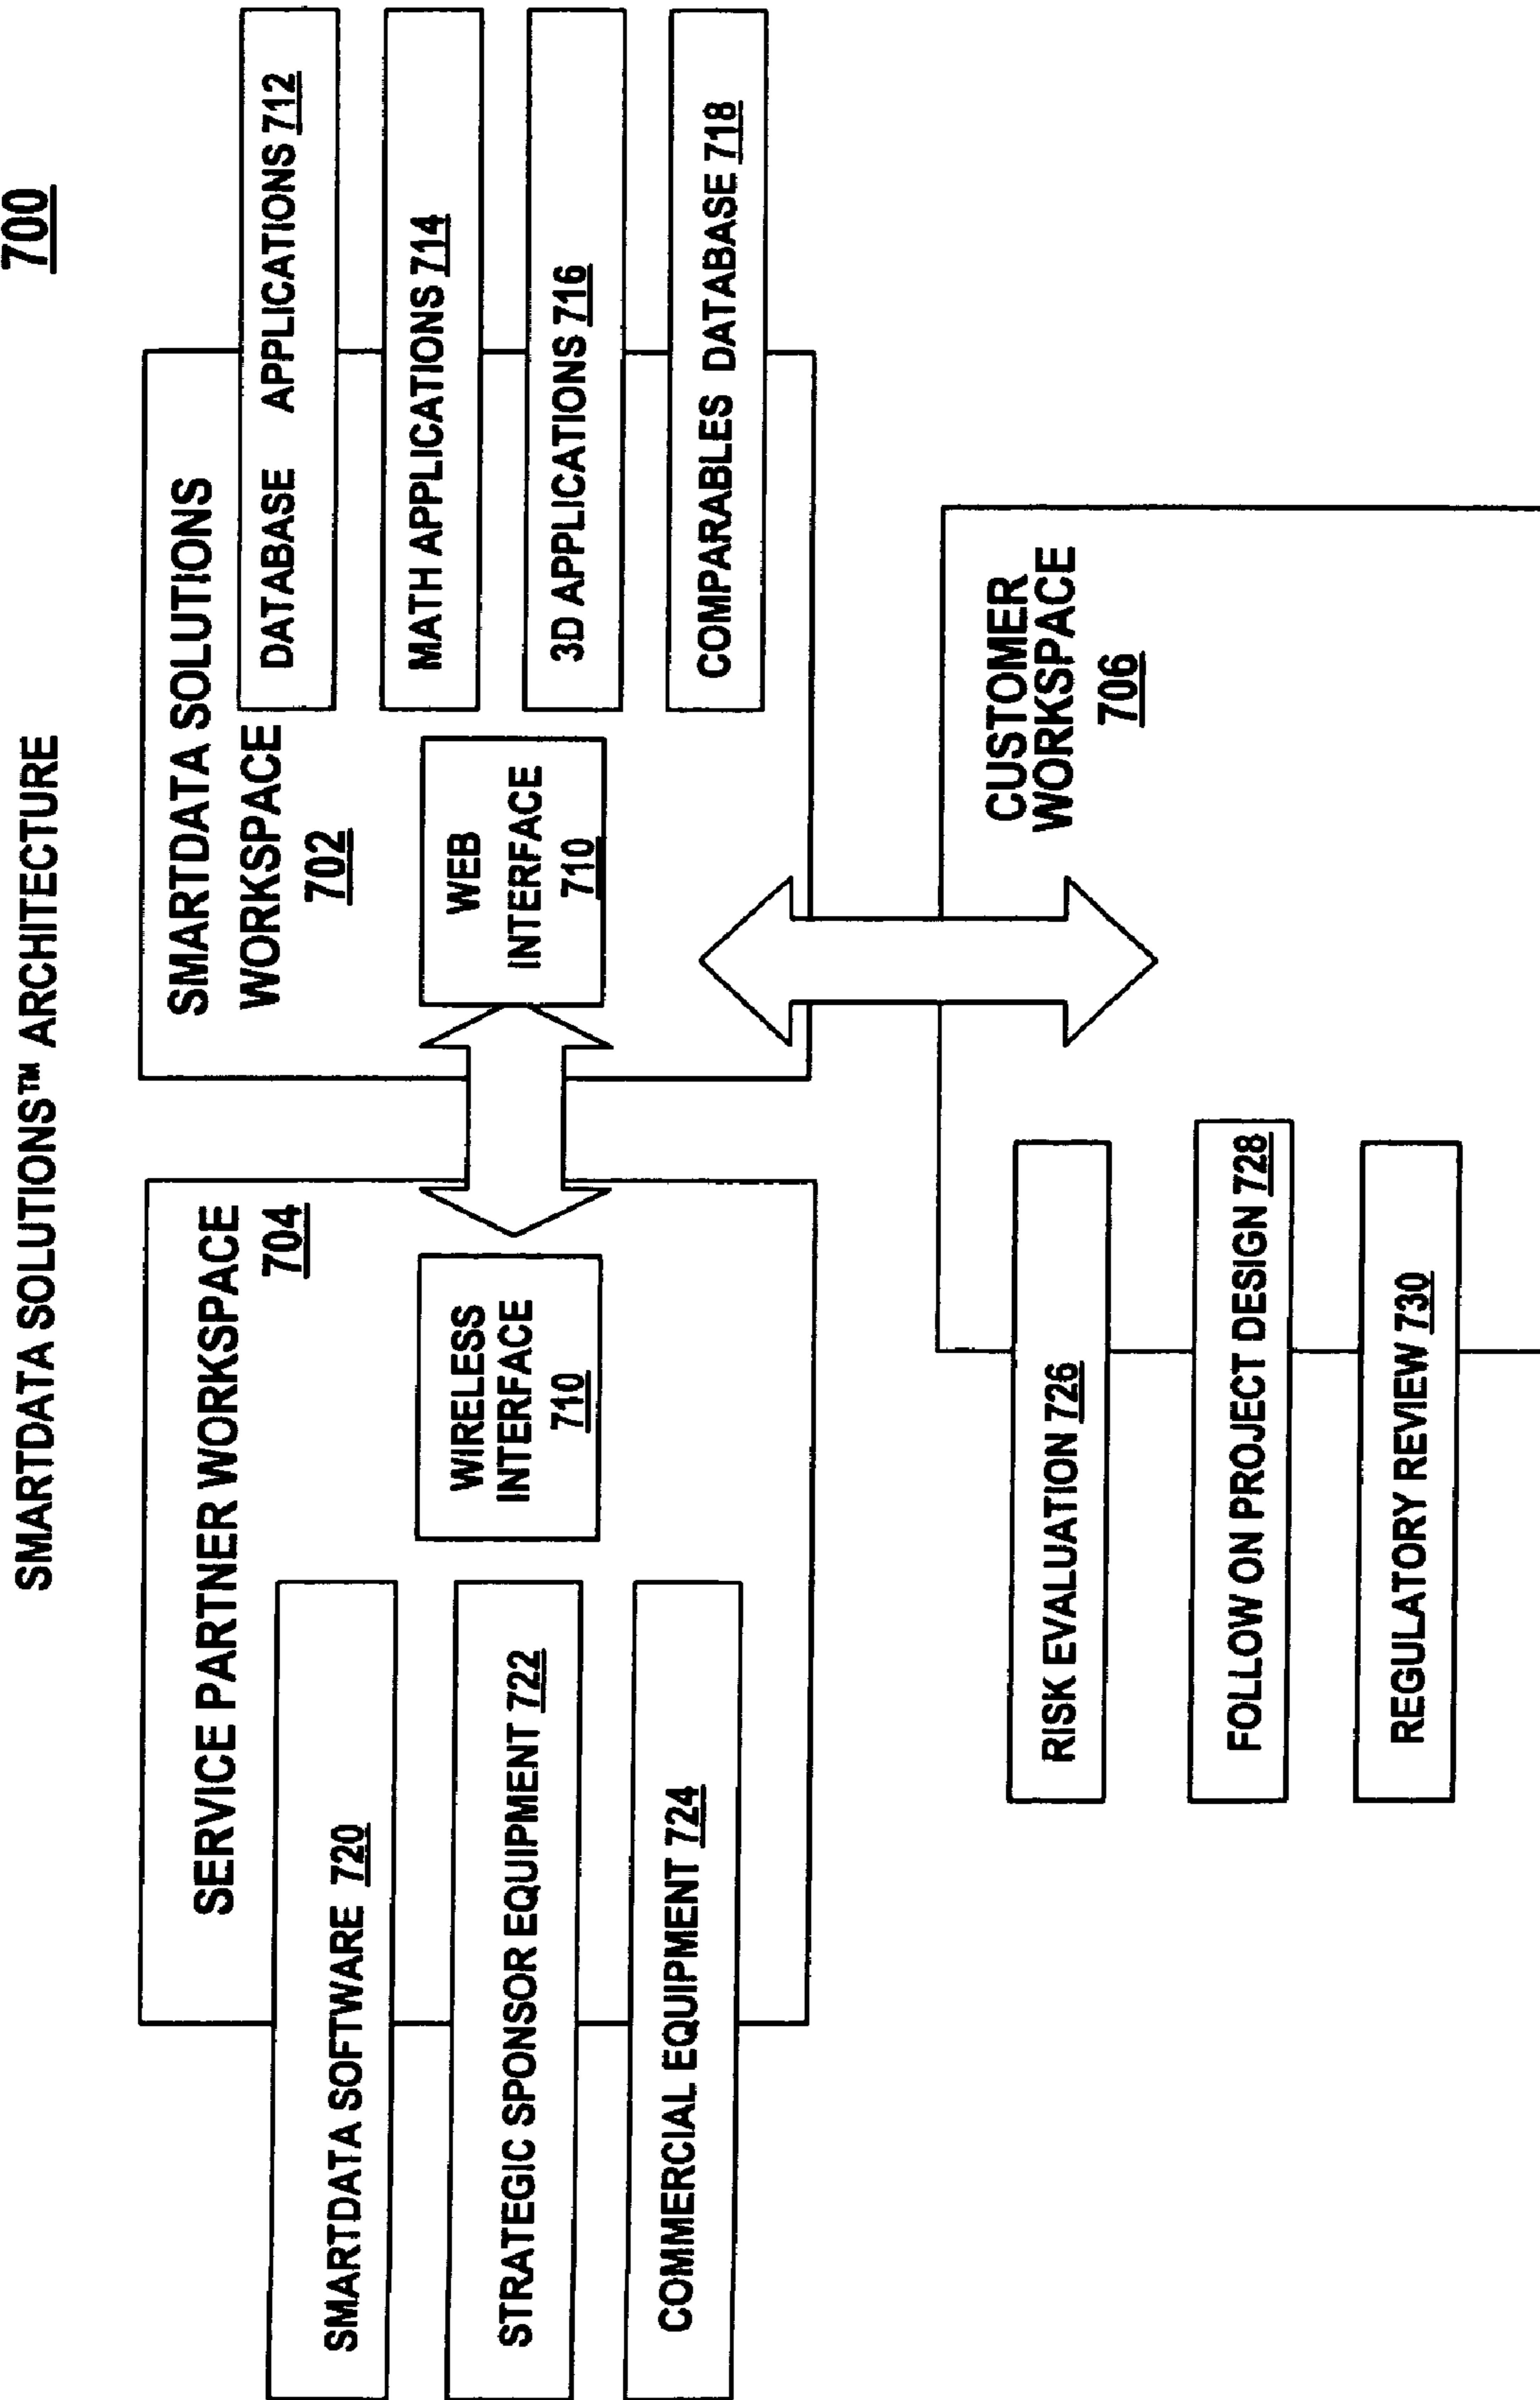 700
SMARTDATA SOLUTIONS™ ARCHITECTURE
SERVICE PARTNER WORKSPACE
704
SMARTDATA SOFTWARE 720
STRATEGIC SPONSOR EQUIPMENT 722
COMMERCIAL EQUIPMENT 724
WIRELESS
INTERFACE
710
SMARTDATA SOLUTIONS
WORKSPACE
702
WEB
INTERFACE
710
DATABASE APPLICATIONS 712
MATH APPLICATIONS 714
3D APPLICATIONS 716
COMPARABLES DATABASE 718
CUSTOMER
WORKSPACE
706
RISK EVALUATION 726
FOLLOW ON PROJECT DESIGN 728
REGULATORY REVIEW 730